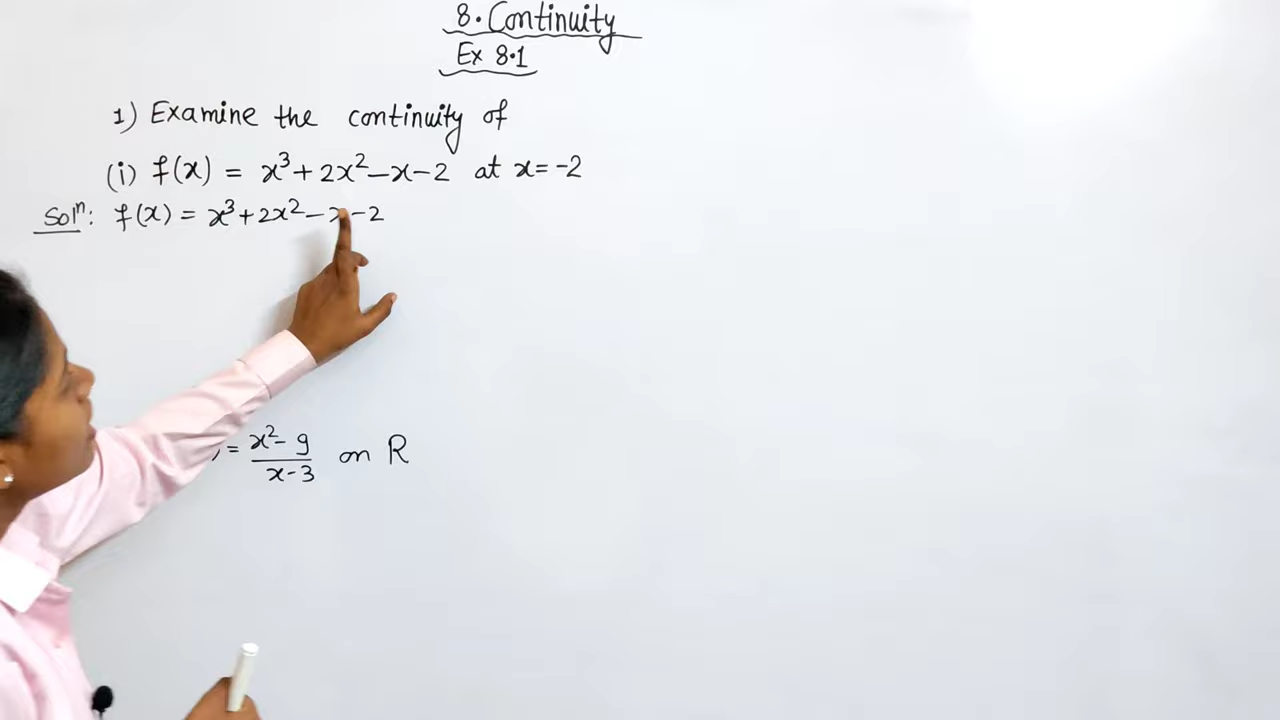 8. Continuity
Ex 8.1
1) Examine the continuity of
(i) f(x) = x³ + 2x² - x - 2 at x = -2
Solⁿ: f(x) = x³ + 2x² - x - 2
) = x² - 9 / x - 3 on R